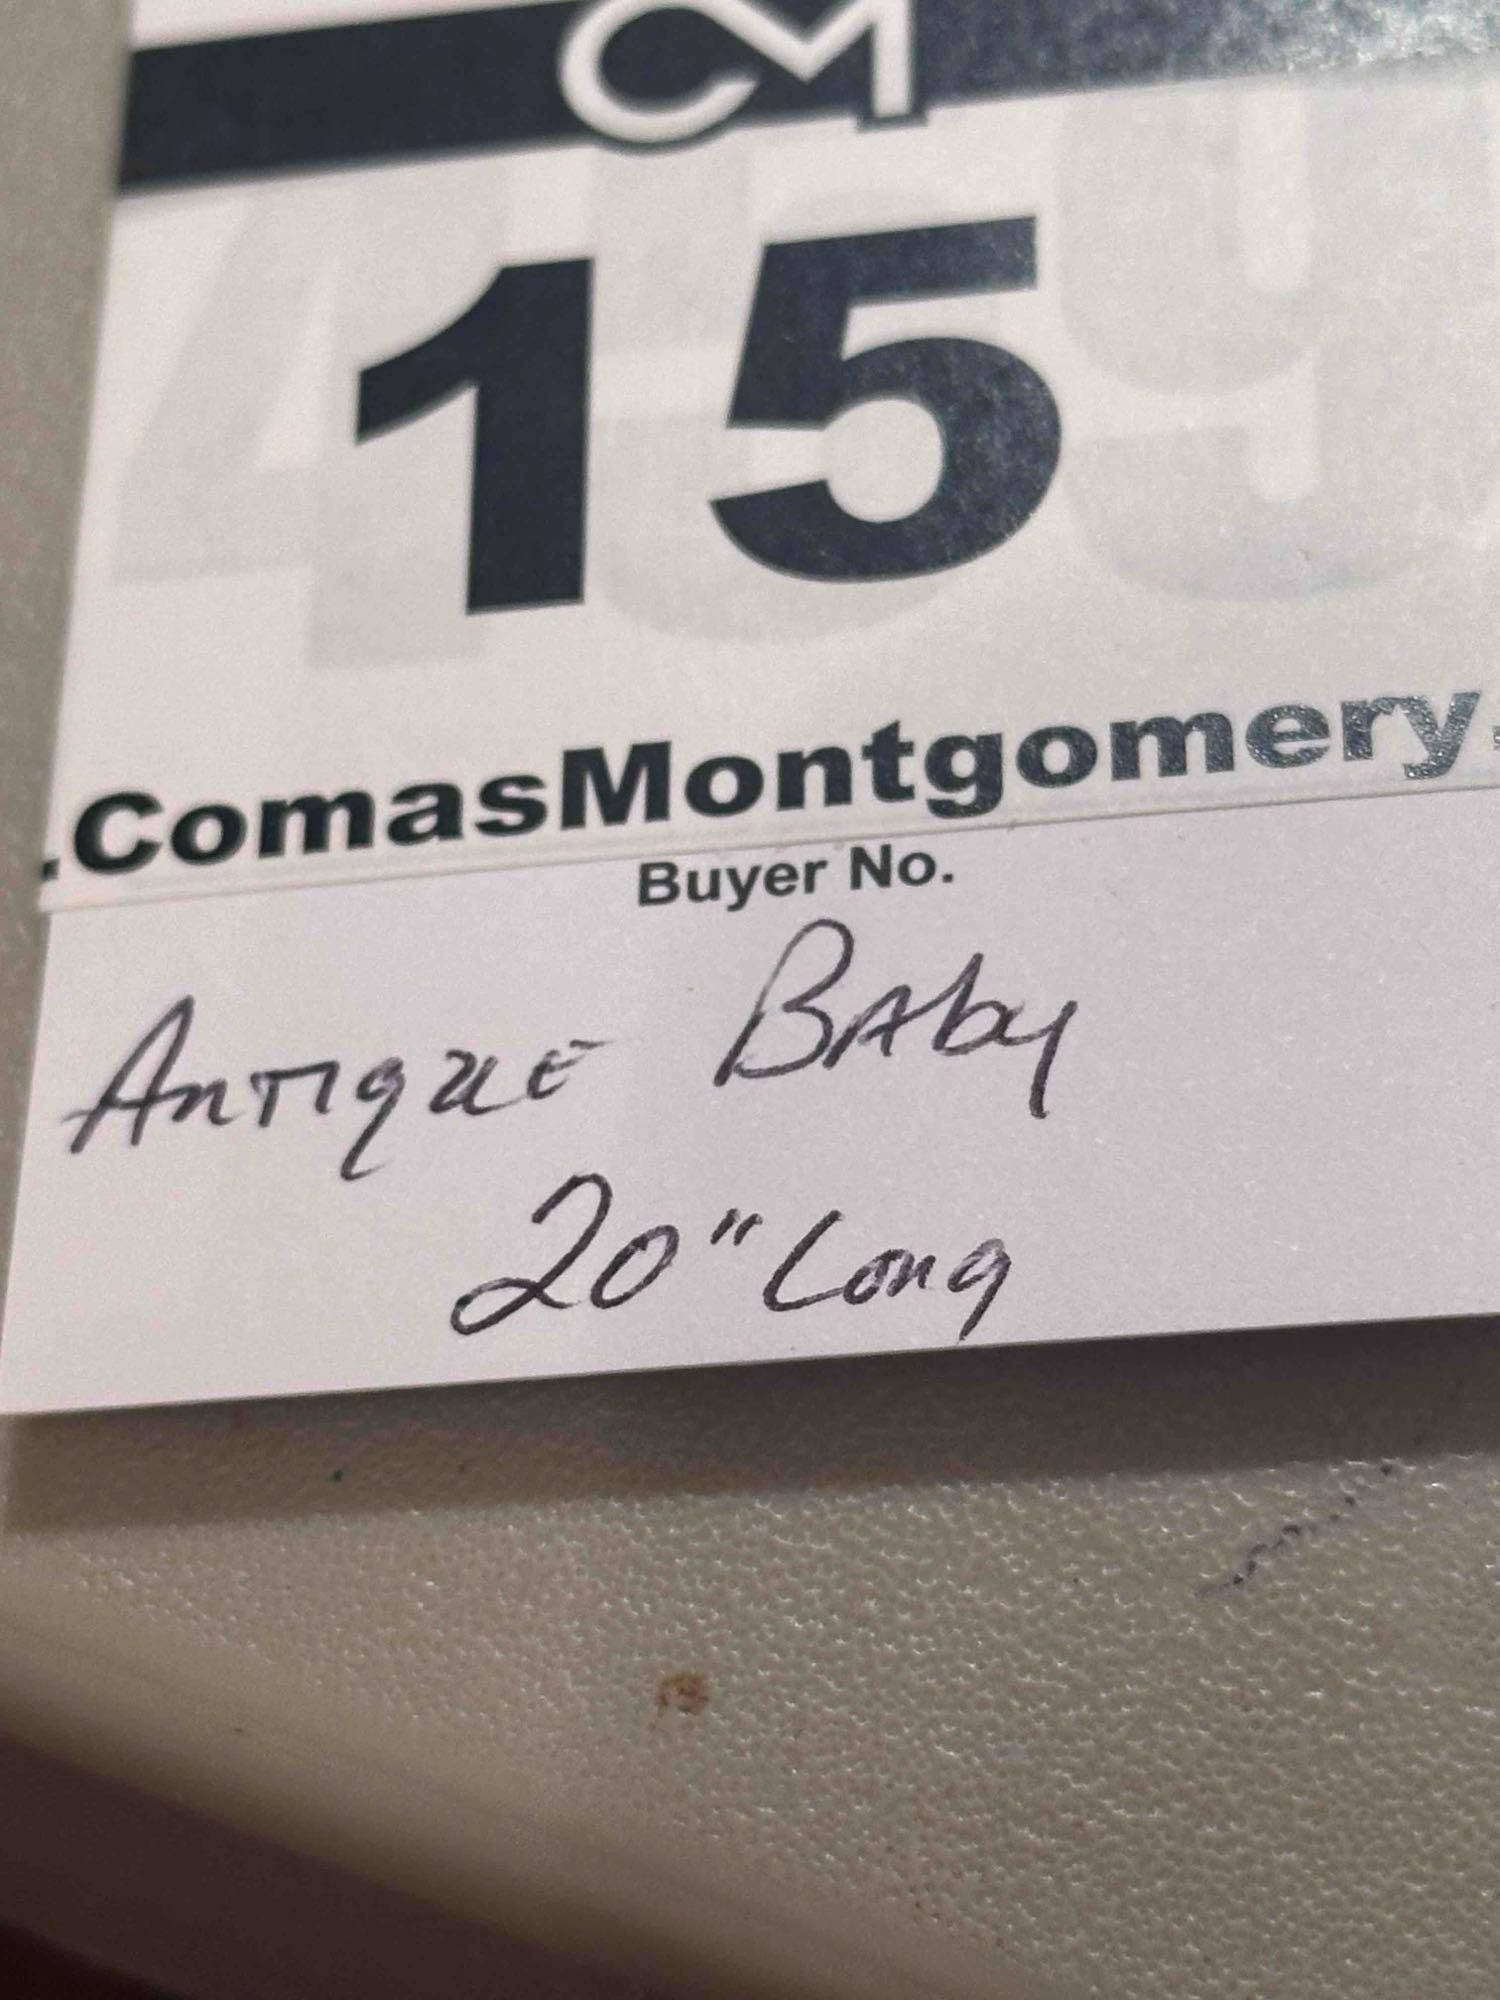 CM
15
.ComasMontgomery.
Buyer No.
Antique Baby
20" Long